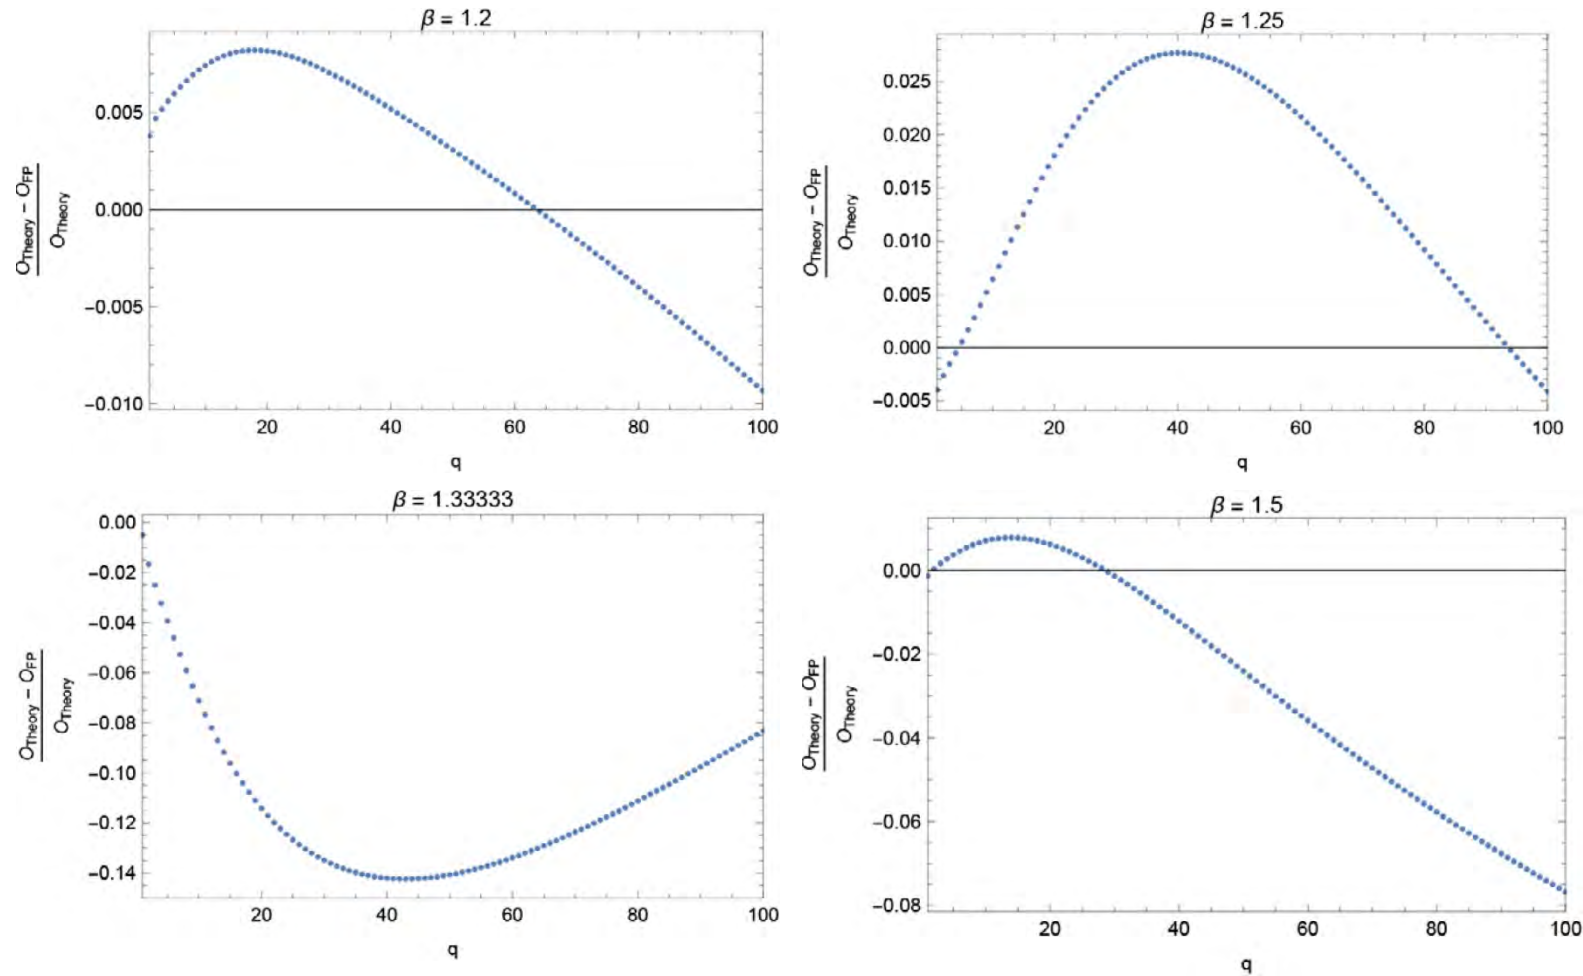 β = 1.2
0.005
0.000
−0.005
−0.010
O_Theory − O_FP
O_Theory
20 40 60 80 100
q
β = 1.25
0.025
0.020
0.015
0.010
0.005
0.000
−0.005
O_Theory − O_FP
O_Theory
20 40 60 80 100
q
β = 1.33333
0.00
−0.02
−0.04
−0.06
−0.08
−0.10
−0.12
−0.14
O_Theory − O_FP
O_Theory
20 40 60 80 100
q
β = 1.5
0.00
−0.02
−0.04
−0.06
−0.08
O_Theory − O_FP
O_Theory
20 40 60 80 100
q